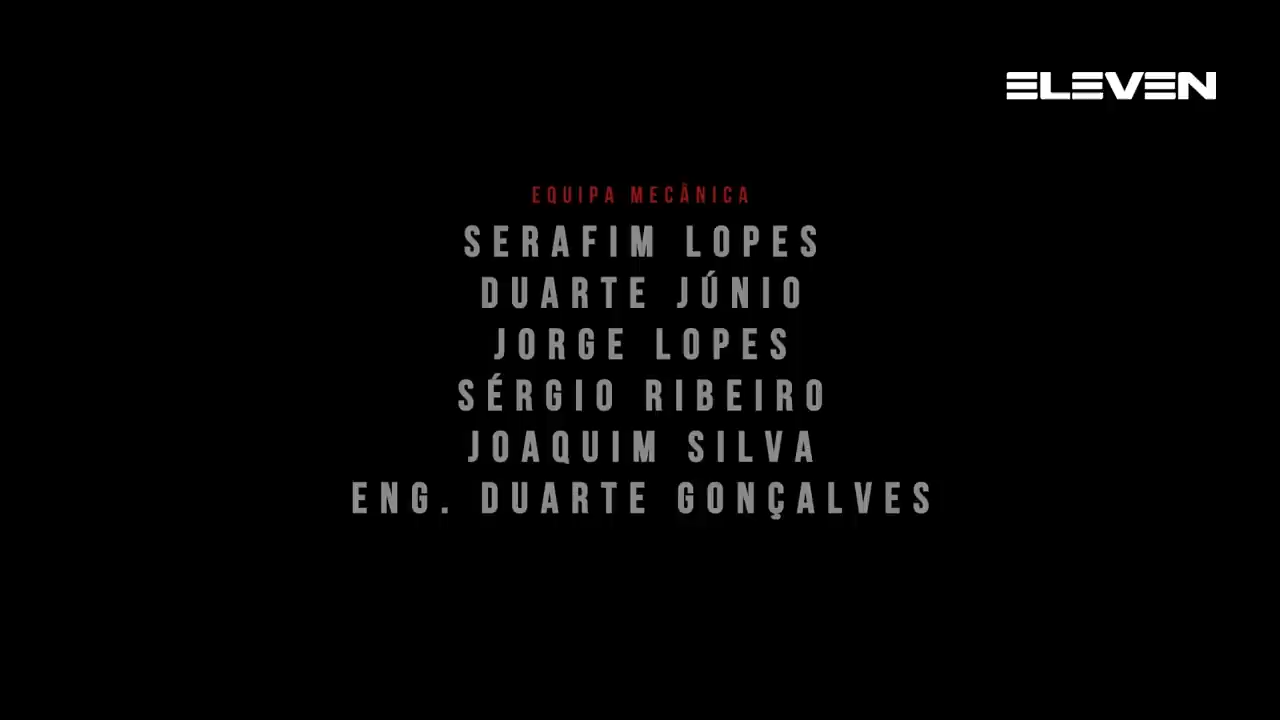 ELEVEN
EQUIPA MECÂNICA
SERAFIM LOPES
DUARTE JÚNIO
JORGE LOPES
SÉRGIO RIBEIRO
JOAQUIM SILVA
ENG. DUARTE GONÇALVES